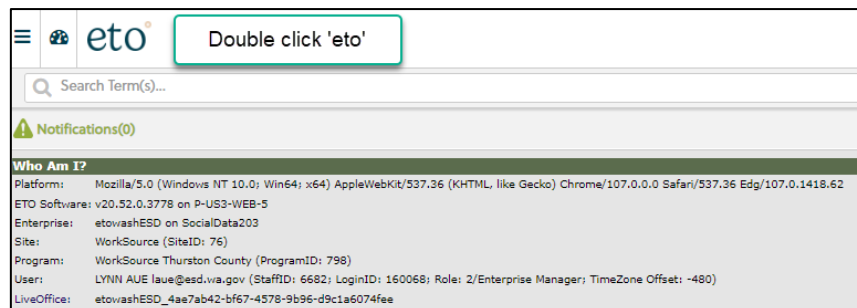 eto
Double click 'eto'
Search Term(s)...
Notifications(0)
Who Am I?
Platform: Mozilla/5.0 (Windows NT 10.0; Win64; x64) AppleWebKit/537.36 (KHTML, like Gecko) Chrome/107.0.0.0 Safari/537.36 Edg/107.0.1418.62
ETO Software: v20.52.0.3778 on P-US3-WEB-5
Enterprise: etowashESD on SocialData203
Site: WorkSource (SiteID: 76)
Program: WorkSource Thurston County (ProgramID: 798)
User: LYNN AUE laue@esd.wa.gov (StaffID: 6682; LoginID: 160068; Role: 2/Enterprise Manager; TimeZone Offset: -480)
LiveOffice: etowashESD_4ae7ab42-bf67-4578-9b96-d9c1a6074fee